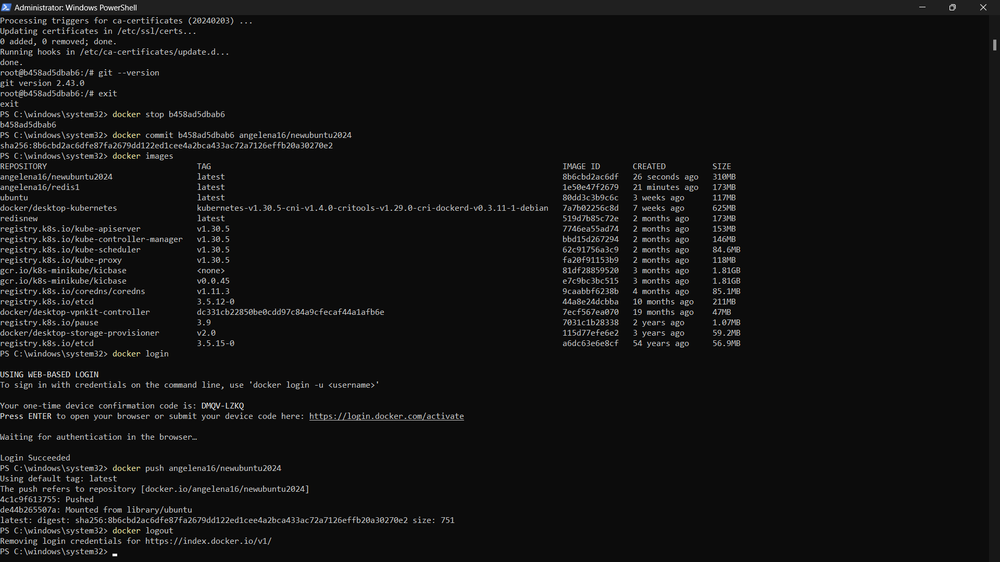 Administrator: Windows PowerShell
Processing triggers for ca-certificates (20240203) ...
Updating certificates in /etc/ssl/certs...
0 added, 0 removed; done.
Running hooks in /etc/ca-certificates/update.d...
done.
root@b458ad5dbab6:/# git --version
git version 2.43.0
root@b458ad5dbab6:/# exit
exit
PS C:\windows\system32> docker stop b458ad5dbab6
b458ad5dbab6
PS C:\windows\system32> docker commit b458ad5dbab6 angelena16/newubuntu2024
sha256:8b6cbd2ac6dfe87fa2679dd122ed1cee4a2bca433ac72a7126effb20a30270e2
PS C:\windows\system32> docker images
REPOSITORY TAG IMAGE ID CREATED SIZE
angelena16/newubuntu2024 latest 8b6cbd2ac6df 26 seconds ago 310MB
angelena16/redis1 latest 1e50e47f2679 21 minutes ago 173MB
ubuntu latest 80dd3c3b9c6c 3 weeks ago 117MB
docker/desktop-kubernetes kubernetes-v1.30.5-cni-v1.4.0-critools-v1.29.0-cri-dockerd-v0.3.11-1-debian 7a7b02256c8d 7 weeks ago 625MB
redisnew latest 519d7b85c72e 2 months ago 173MB
registry.k8s.io/kube-apiserver v1.30.5 7746ea55ad74 2 months ago 153MB
registry.k8s.io/kube-controller-manager v1.30.5 bbd15d267294 2 months ago 146MB
registry.k8s.io/kube-scheduler v1.30.5 62c91756a3c9 2 months ago 84.6MB
registry.k8s.io/kube-proxy v1.30.5 fa20f91153b9 2 months ago 118MB
gcr.io/k8s-minikube/kicbase <none> 81df28859520 3 months ago 1.81GB
gcr.io/k8s-minikube/kicbase v0.0.45 e7c9bc3bc515 3 months ago 1.81GB
registry.k8s.io/coredns/coredns v1.11.3 9caabbf6238b 4 months ago 85.1MB
registry.k8s.io/etcd 3.5.12-0 44a8e24dcbba 10 months ago 211MB
docker/desktop-vpnkit-controller dc331cb22850be0cdd97c84a9cfecaf44a1afb6e 7ecf567ea070 19 months ago 47MB
registry.k8s.io/pause 3.9 7031c1b28338 2 years ago 1.07MB
docker/desktop-storage-provisioner v2.0 115d77efe6e2 3 years ago 59.2MB
registry.k8s.io/etcd 3.5.15-0 a6dc63e6e8cf 54 years ago 56.9MB
PS C:\windows\system32> docker login
USING WEB-BASED LOGIN
To sign in with credentials on the command line, use 'docker login -u <username>'
Your one-time device confirmation code is: DMQV-LZKQ
Press ENTER to open your browser or submit your device code here: https://login.docker.com/activate
Waiting for authentication in the browser…
Login Succeeded
PS C:\windows\system32> docker push angelena16/newubuntu2024
Using default tag: latest
The push refers to repository [docker.io/angelena16/newubuntu2024]
4c1c9f613755: Pushed
de44b265507a: Mounted from library/ubuntu
latest: digest: sha256:8b6cbd2ac6dfe87fa2679dd122ed1cee4a2bca433ac72a7126effb20a30270e2 size: 751
PS C:\windows\system32> docker logout
Removing login credentials for https://index.docker.io/v1/
PS C:\windows\system32>